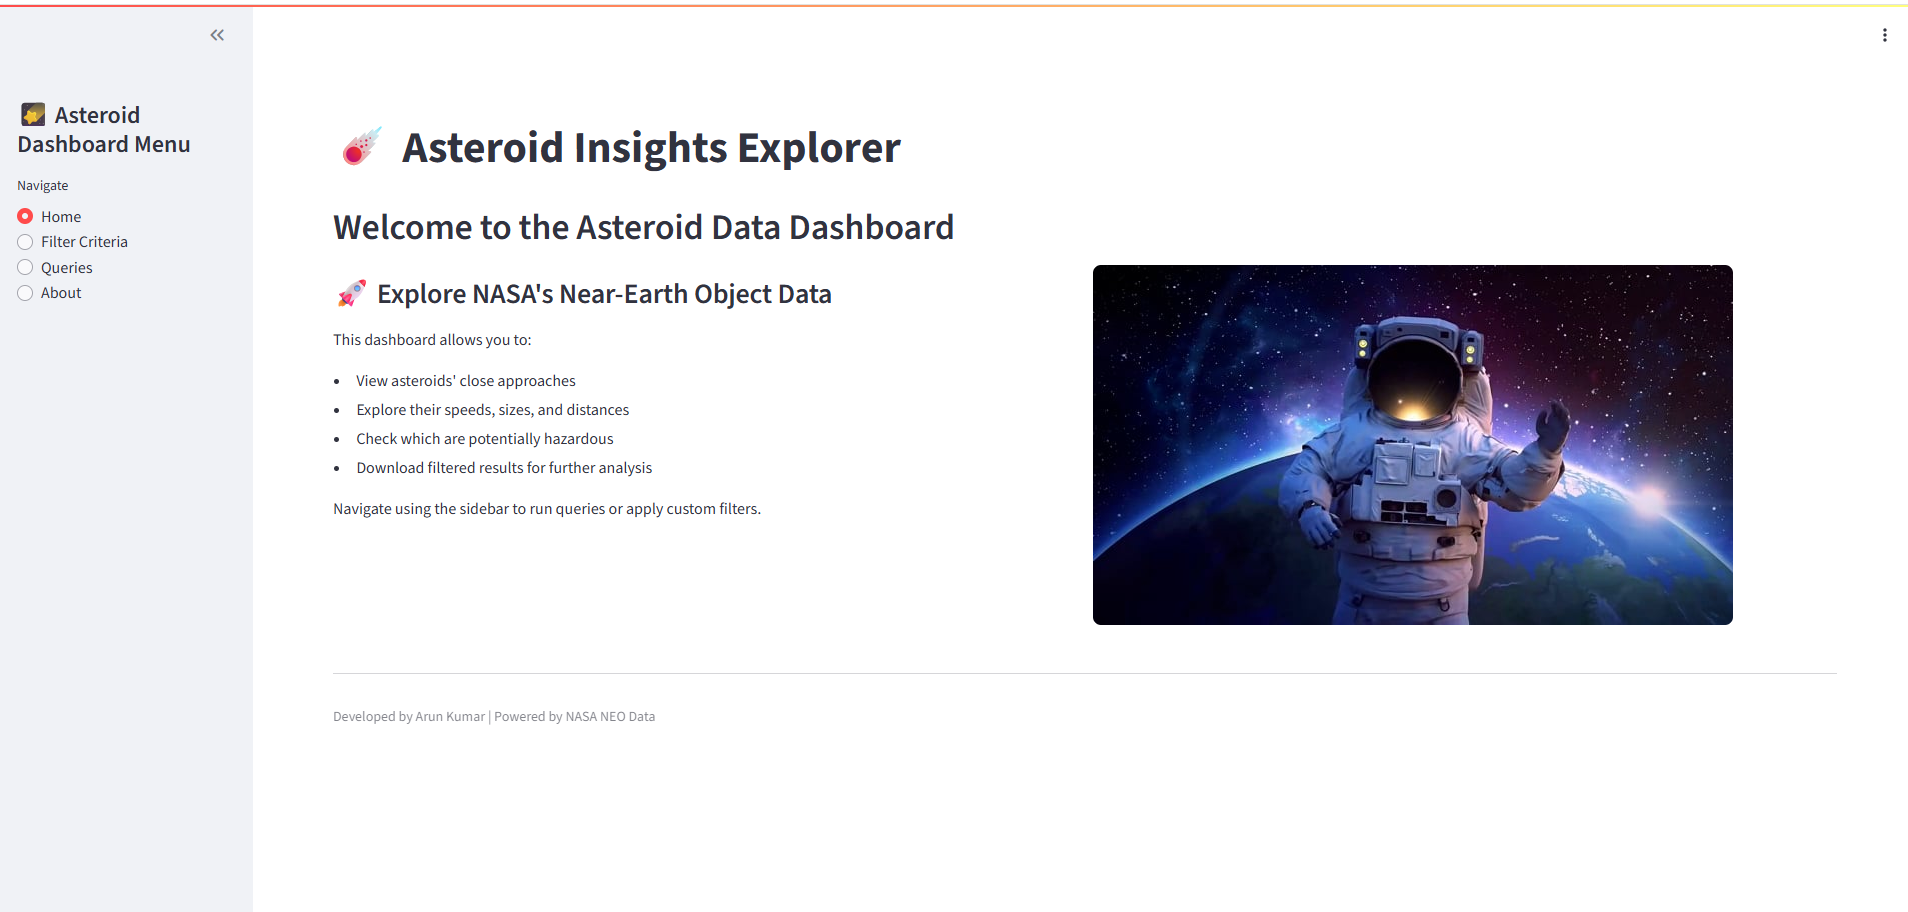 Asteroid
Dashboard Menu
Navigate
Home
Filter Criteria
Queries
About
Asteroid Insights Explorer
Welcome to the Asteroid Data Dashboard
Explore NASA's Near-Earth Object Data
This dashboard allows you to:
• View asteroids' close approaches
• Explore their speeds, sizes, and distances
• Check which are potentially hazardous
• Download filtered results for further analysis
Navigate using the sidebar to run queries or apply custom filters.
Developed by Arun Kumar | Powered by NASA NEO Data